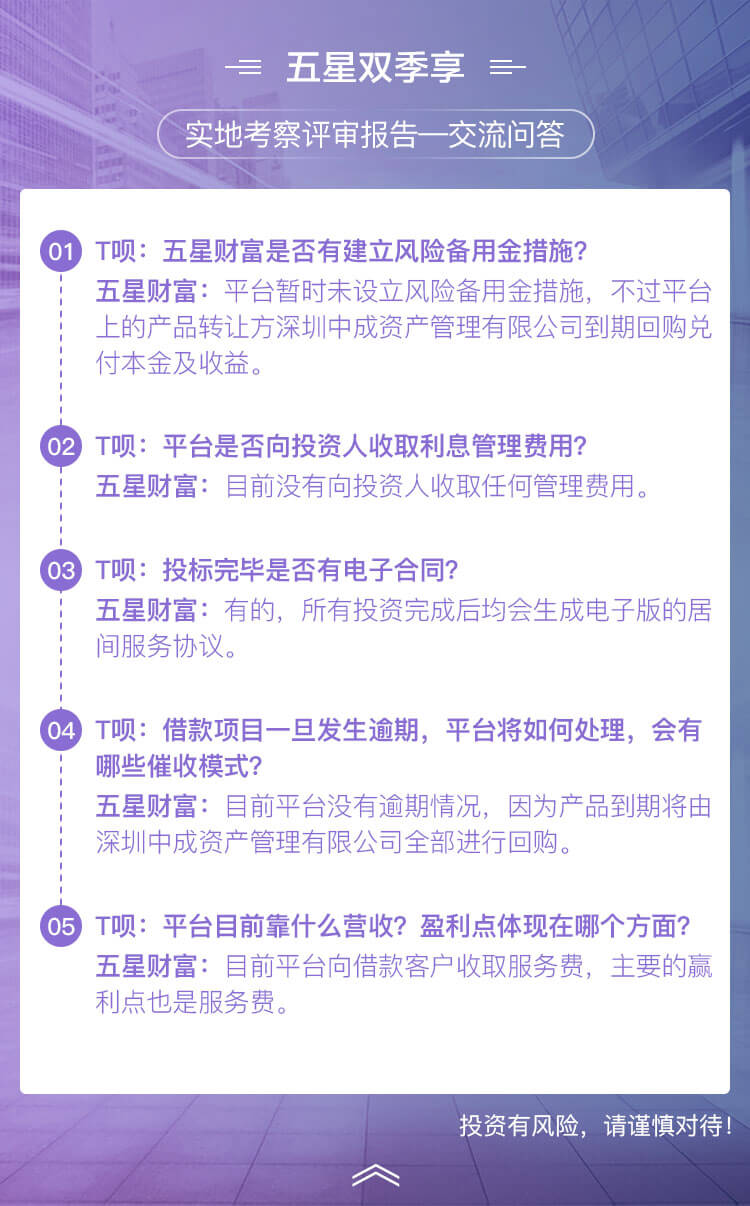 五星双季享
实地考察评审报告—交流问答
01 T呗：五星财富是否有建立风险备用金措施？
五星财富：平台暂时未设立风险备用金措施，不过平台
上的产品转让方深圳中成资产管理有限公司到期回购兑
付本金及收益。
02 T呗：平台是否向投资人收取利息管理费用？
五星财富：目前没有向投资人收取任何管理费用。
03 T呗：投标完毕是否有电子合同？
五星财富：有的，所有投资完成后均会生成电子版的居
间服务协议。
04 T呗：借款项目一旦发生逾期，平台将如何处理，会有
哪些催收模式？
五星财富：目前平台没有逾期情况，因为产品到期将由
深圳中成资产管理有限公司全部进行回购。
05 T呗：平台目前靠什么营收？盈利点体现在哪个方面？
五星财富：目前平台向借款客户收取服务费，主要的赢
利点也是服务费。
投资有风险，请谨慎对待！